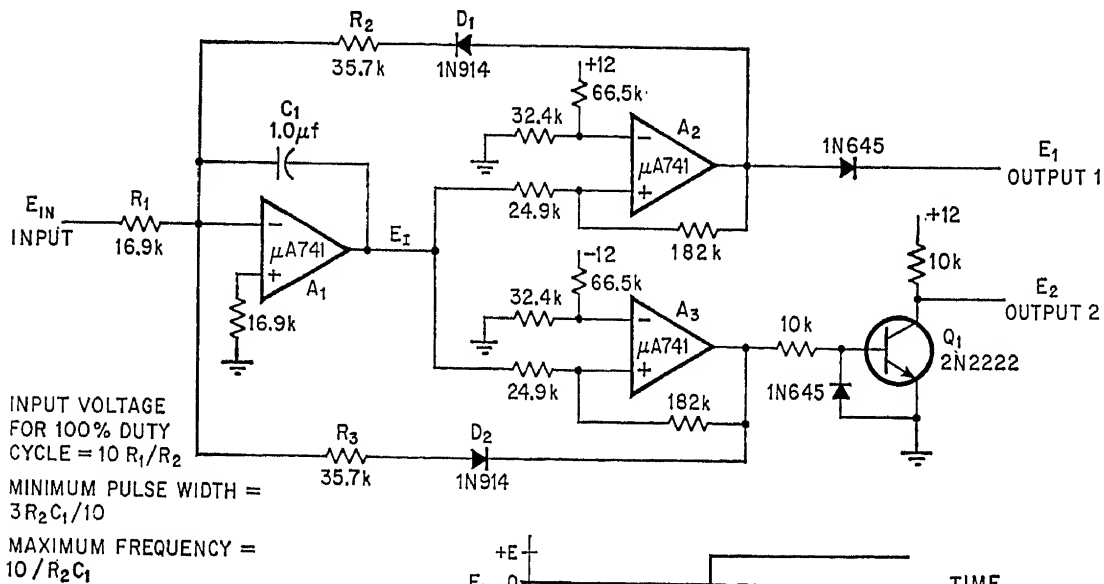 R2
35.7k
D1
1N914
+12
66.5k
32.4k
C1
1.0µf
A2
µA741
1N645
E1
OUTPUT 1
EIN
INPUT
R1
16.9k
µA741
A1
EI
24.9k
182k
+12
10k
-12
66.5k
32.4k
A3
µA741
E2
OUTPUT 2
10k
Q1
2N2222
16.9k
24.9k
1N645
182k
INPUT VOLTAGE
FOR 100% DUTY
CYCLE = 10 R1/R2
R3
35.7k
D2
1N914
MINIMUM PULSE WIDTH =
3R2C1/10
MAXIMUM FREQUENCY =
10/R2C1
+E
0
TIME